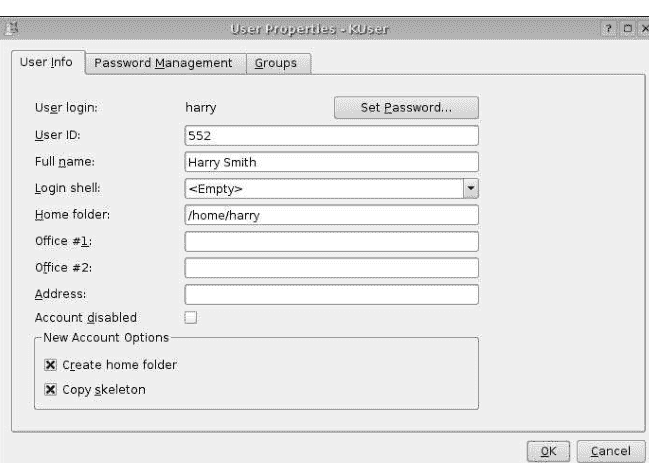 User Properties - KUser
User Info Password Management Groups
User login: harry Set Password...
User ID: 552
Full name: Harry Smith
Login shell: <Empty>
Home folder: /home/harry
Office #1:
Office #2:
Address:
Account disabled
New Account Options
Create home folder
Copy skeleton
OK Cancel